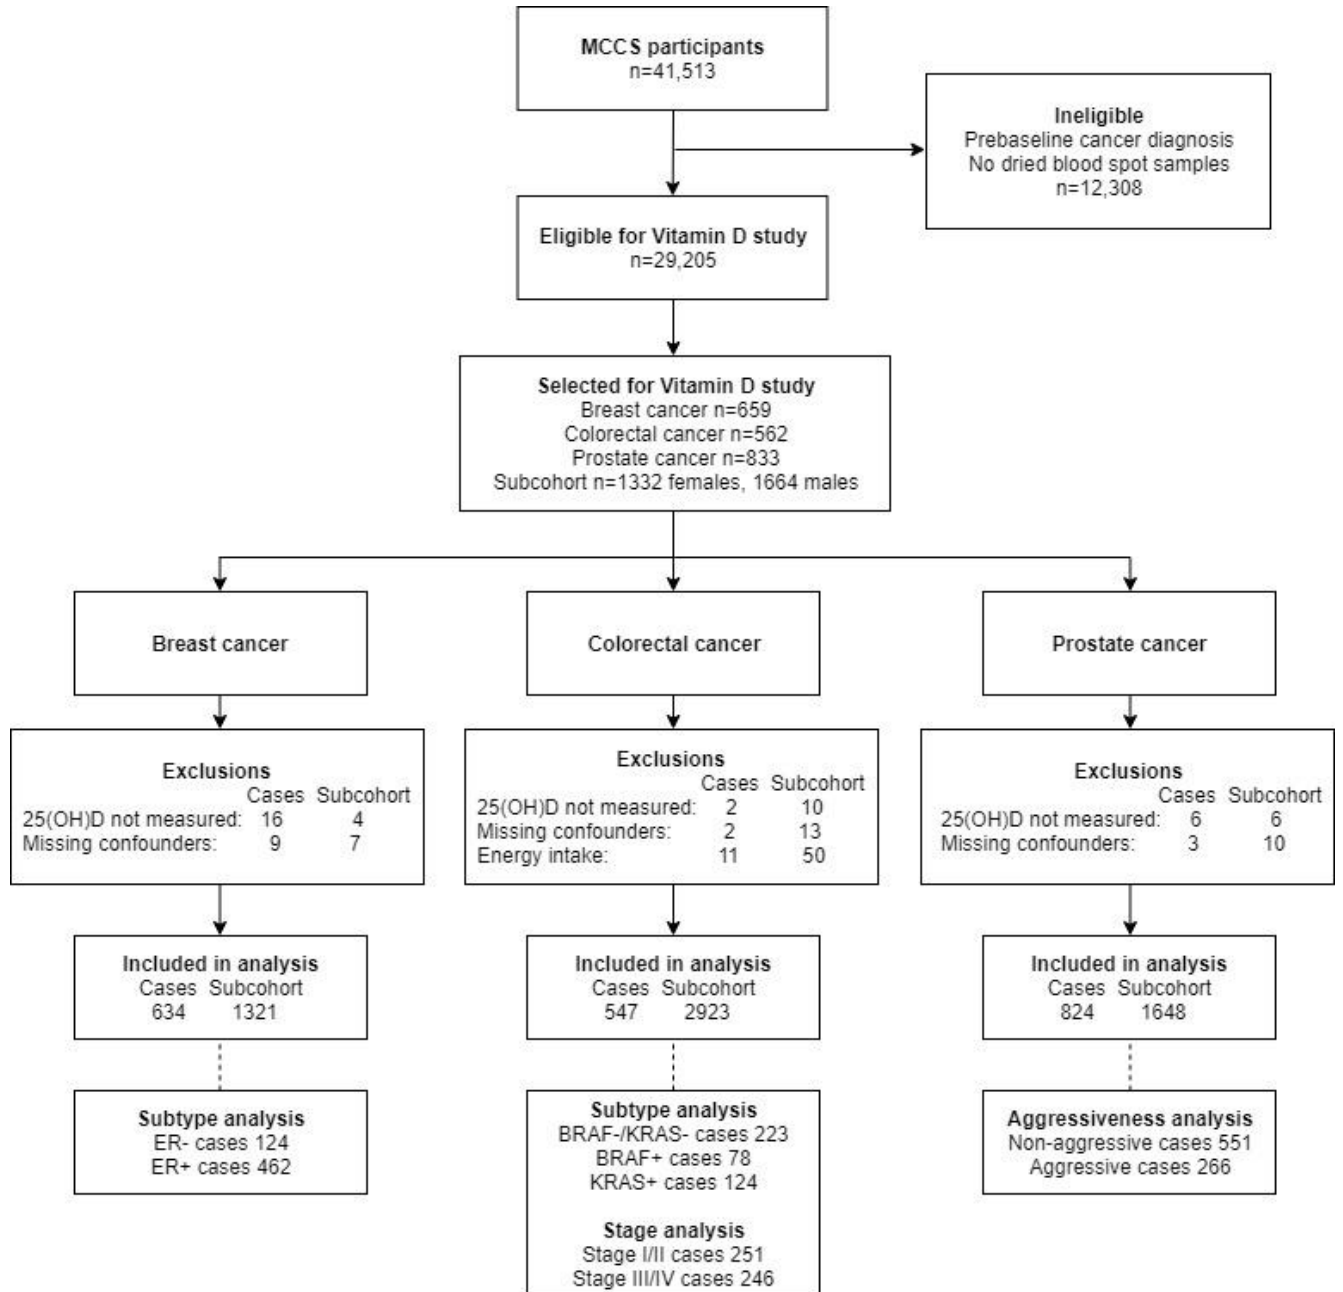 MCCS participants
n=41,513
Ineligible
Prebaseline cancer diagnosis
No dried blood spot samples
n=12,308
Eligible for Vitamin D study
n=29,205
Selected for Vitamin D study
Breast cancer n=659
Colorectal cancer n=562
Prostate cancer n=833
Subcohort n=1332 females, 1664 males
Breast cancer
Colorectal cancer
Prostate cancer
Exclusions
Cases Subcohort
25(OH)D not measured: 16 4
Missing confounders: 9 7
Exclusions
Cases Subcohort
25(OH)D not measured: 2 10
Missing confounders: 2 13
Energy intake: 11 50
Exclusions
Cases Subcohort
25(OH)D not measured: 6 6
Missing confounders: 3 10
Included in analysis
Cases Subcohort
634 1321
Included in analysis
Cases Subcohort
547 2923
Included in analysis
Cases Subcohort
824 1648
Subtype analysis
ER- cases 124
ER+ cases 462
Subtype analysis
BRAF-/KRAS- cases 223
BRAF+ cases 78
KRAS+ cases 124
Stage analysis
Stage I/II cases 251
Stage III/IV cases 246
Aggressiveness analysis
Non-aggressive cases 551
Aggressive cases 266